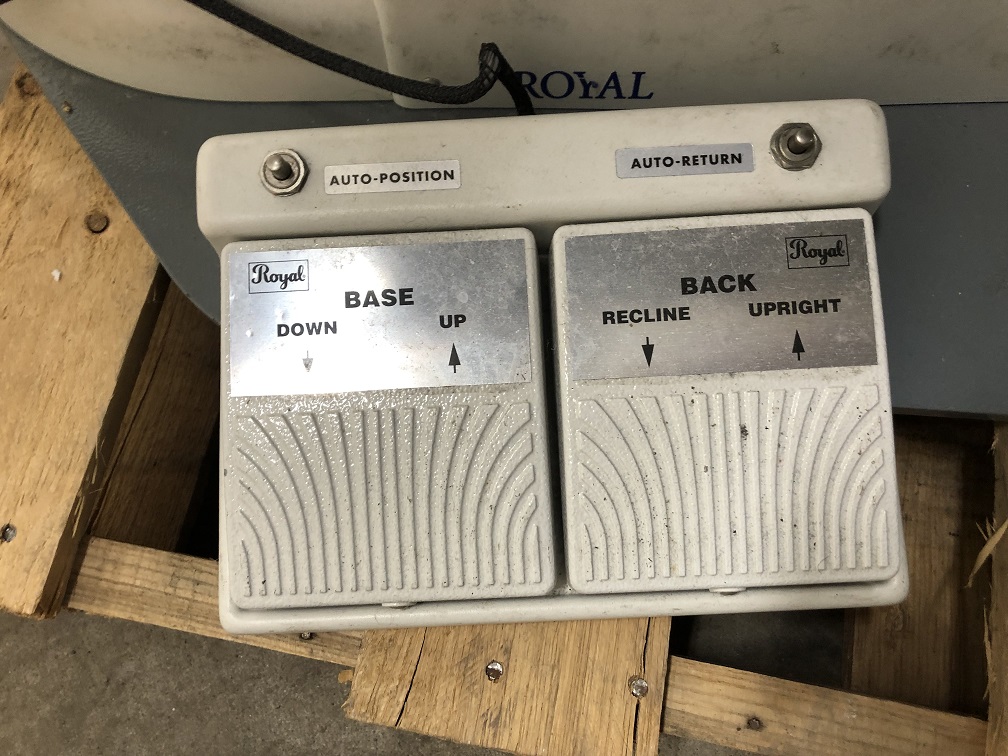 ROYAL
AUTO-POSITION
AUTO-RETURN
Royal
BASE
DOWN
UP
Royal
BACK
RECLINE
UPRIGHT